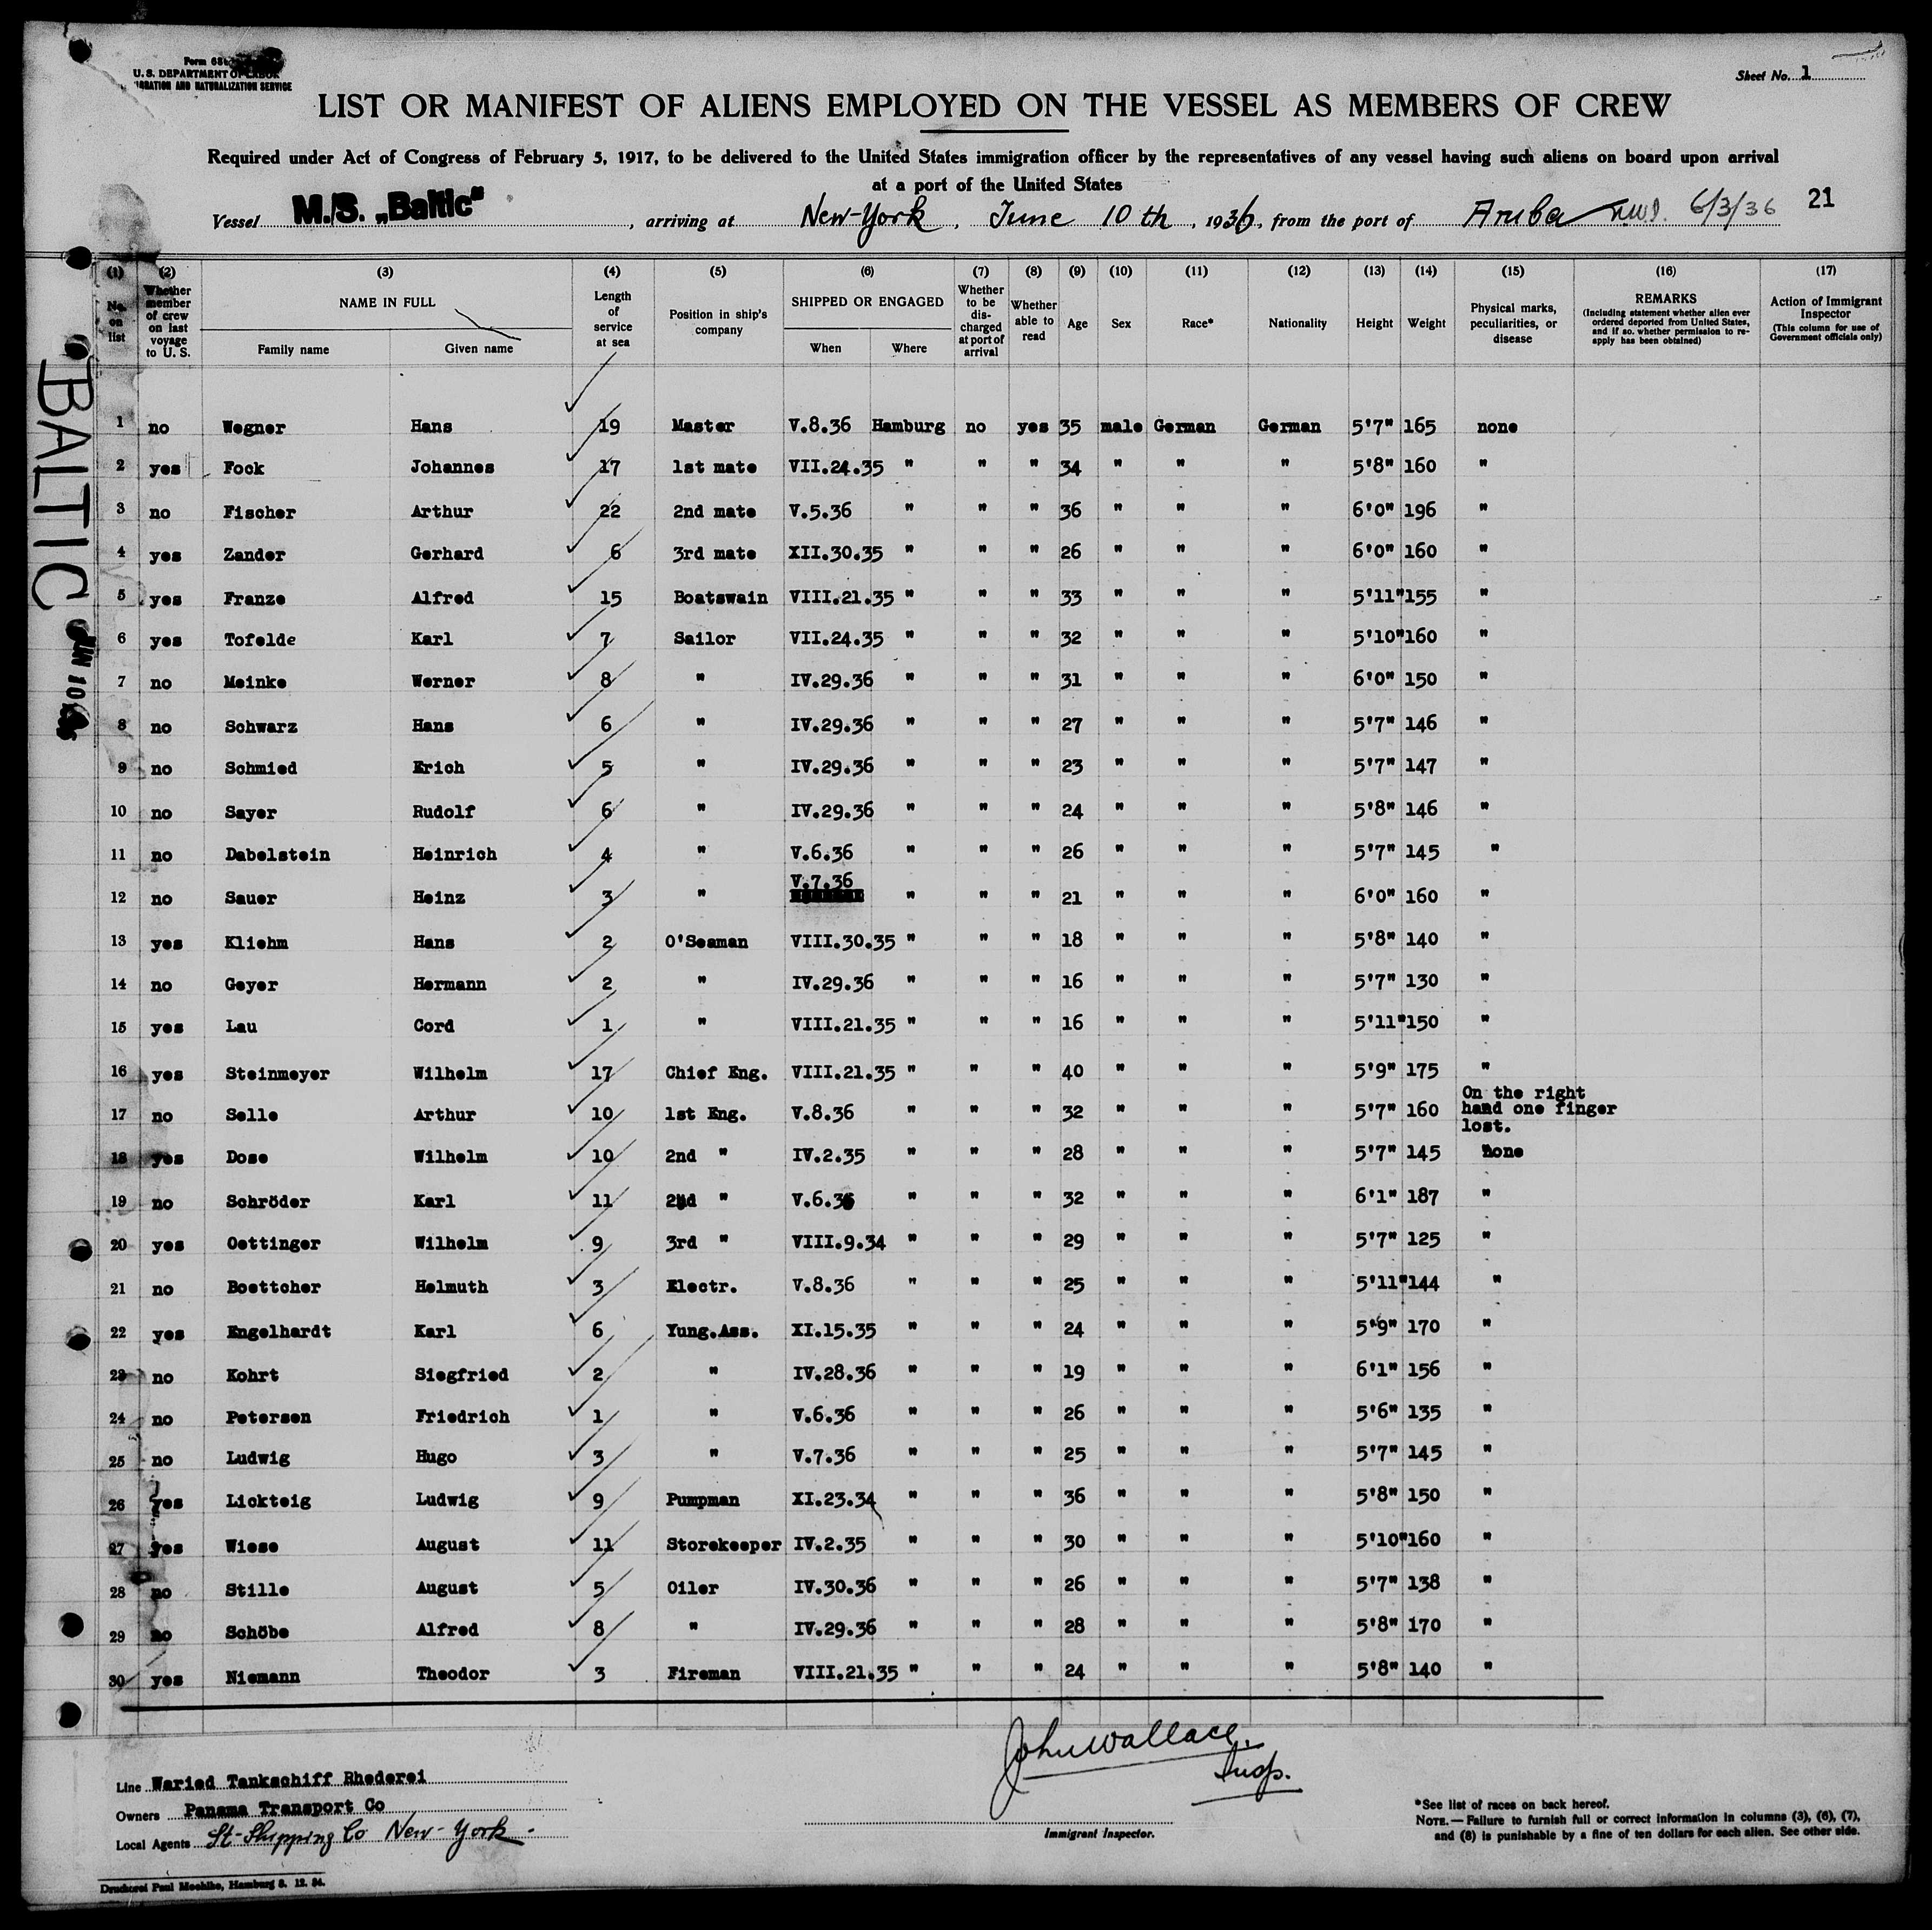 Form 68
U. S. DEPARTMENT OF LABOR
IMMIGRATION AND NATURALIZATION SERVICE
Sheet No. 1
LIST OR MANIFEST OF ALIENS EMPLOYED ON THE VESSEL AS MEMBERS OF CREW
Required under Act of Congress of February 5, 1917, to be delivered to the United States immigration officer by the representatives of any vessel having such aliens on board upon arrival
at a port of the United States
Vessel M./S. „Baltic“, arriving at New-York, June 10 th, 1936, from the port of Aruba N.W.I. 6/3/36 21
(1) (2) (3) (4) (5) (6) (7) (8) (9) (10) (11) (12) (13) (14) (15) (16) (17)
No. on list
Whether member of crew on last voyage to U. S.
NAME IN FULL
Family name Given name
Length of service at sea
Position in ship's company
SHIPPED OR ENGAGED
When Where
Whether to be discharged at port of arrival
Whether able to read
Age
Sex
Race*
Nationality
Height
Weight
Physical marks, peculiarities, or disease
REMARKS
(Including statement whether alien ever ordered deported from United States, and if so, whether permission to reapply has been obtained)
Action of Immigrant Inspector
(This column for use of Government officials only)
1 no Wegner Hans 19 Master V.8.36 Hamburg no yes 35 male German German 5'7" 165 none
2 yes Fock Johannes 17 1st mate VII.24.35 " " " 34 " " " 5'8" 160 "
3 no Fischer Arthur 22 2nd mate V.5.36 " " " 36 " " " 6'0" 196 "
4 yes Zander Gerhard 6 3rd mate XII.30.35 " " " 26 " " " 6'0" 160 "
5 yes Franze Alfred 15 Boatswain VIII.21.35 " " " 33 " " " 5'11" 155 "
6 yes Tofelde Karl 7 Sailor VII.24.35 " " " 32 " " " 5'10" 160 "
7 no Meinke Werner 8 " IV.29.36 " " " 31 " " " 6'0" 150 "
8 no Schwarz Hans 6 " IV.29.36 " " " 27 " " " 5'7" 146 "
9 no Schmied Erich 5 " IV.29.36 " " " 23 " " " 5'7" 147 "
10 no Sayer Rudolf 6 " IV.29.36 " " " 24 " " " 5'8" 146 "
11 no Dabelstein Heinrich 4 " V.6.36 " " " 26 " " " 5'7" 145 "
12 no Sauer Heinz 3 " V.7.36 " " " 21 " " " 6'0" 160 "
13 yes Kliehm Hans 2 O'Seaman VIII.30.35 " " " 18 " " " 5'8" 140 "
14 no Geyer Hermann 2 " IV.29.36 " " " 16 " " " 5'7" 130 "
15 yes Lau Cord 1 " VIII.21.35 " " " 16 " " " 5'11" 150 "
16 yes Steinmeyer Wilhelm 17 Chief Eng. VIII.21.35 " " " 40 " " " 5'9" 175 "
17 no Selle Arthur 10 1st Eng. V.8.36 " " " 32 " " " 5'7" 160 On the right hand one finger lost.
18 yes Dose Wilhelm 10 2nd " IV.2.35 " " " 28 " " " 5'7" 145 none
19 no Schröder Karl 11 2nd " V.6.36 " " " 32 " " " 6'1" 187 "
20 yes Oettinger Wilhelm 9 3rd " VIII.9.34 " " " 29 " " " 5'7" 125 "
21 no Boettcher Helmuth 3 Electr. V.8.36 " " " 25 " " " 5'11" 144 "
22 yes Engelhardt Karl 6 Yung.Ass. XI.15.35 " " " 24 " " " 5'9" 170 "
23 no Kohrt Siegfried 2 " IV.28.36 " " " 19 " " " 6'1" 156 "
24 no Petersen Friedrich 1 " V.6.36 " " " 26 " " " 5'6" 135 "
25 no Ludwig Hugo 3 " V.7.36 " " " 25 " " " 5'7" 145 "
26 yes Lickteig Ludwig 9 Pumpman XI.23.34 " " " 36 " " " 5'8" 150 "
27 yes Wiese August 11 Storekeeper IV.2.35 " " " 30 " " " 5'10" 160 "
28 no Stille August 5 Oiler IV.30.36 " " " 26 " " " 5'7" 138 "
29 no Schöbe Alfred 8 " IV.29.36 " " " 28 " " " 5'8" 170 "
30 yes Niemann Theodor 3 Fireman VIII.21.35 " " " 24 " " " 5'8" 140 "
BALTIC
JUN 10
John Wallace,
Insp.
Immigrant Inspector.
Line Waried Tankschiff Rhederei
Owners Panama Transport Co
Local Agents St-Shipping Co New-York.
*See list of races on back hereof.
NOTE.—Failure to furnish full or correct information in columns (3), (6), (7),
and (8) is punishable by a fine of ten dollars for each alien. See other side.
Druckerei Paul Moehlke, Hamburg 8. 12. 34.